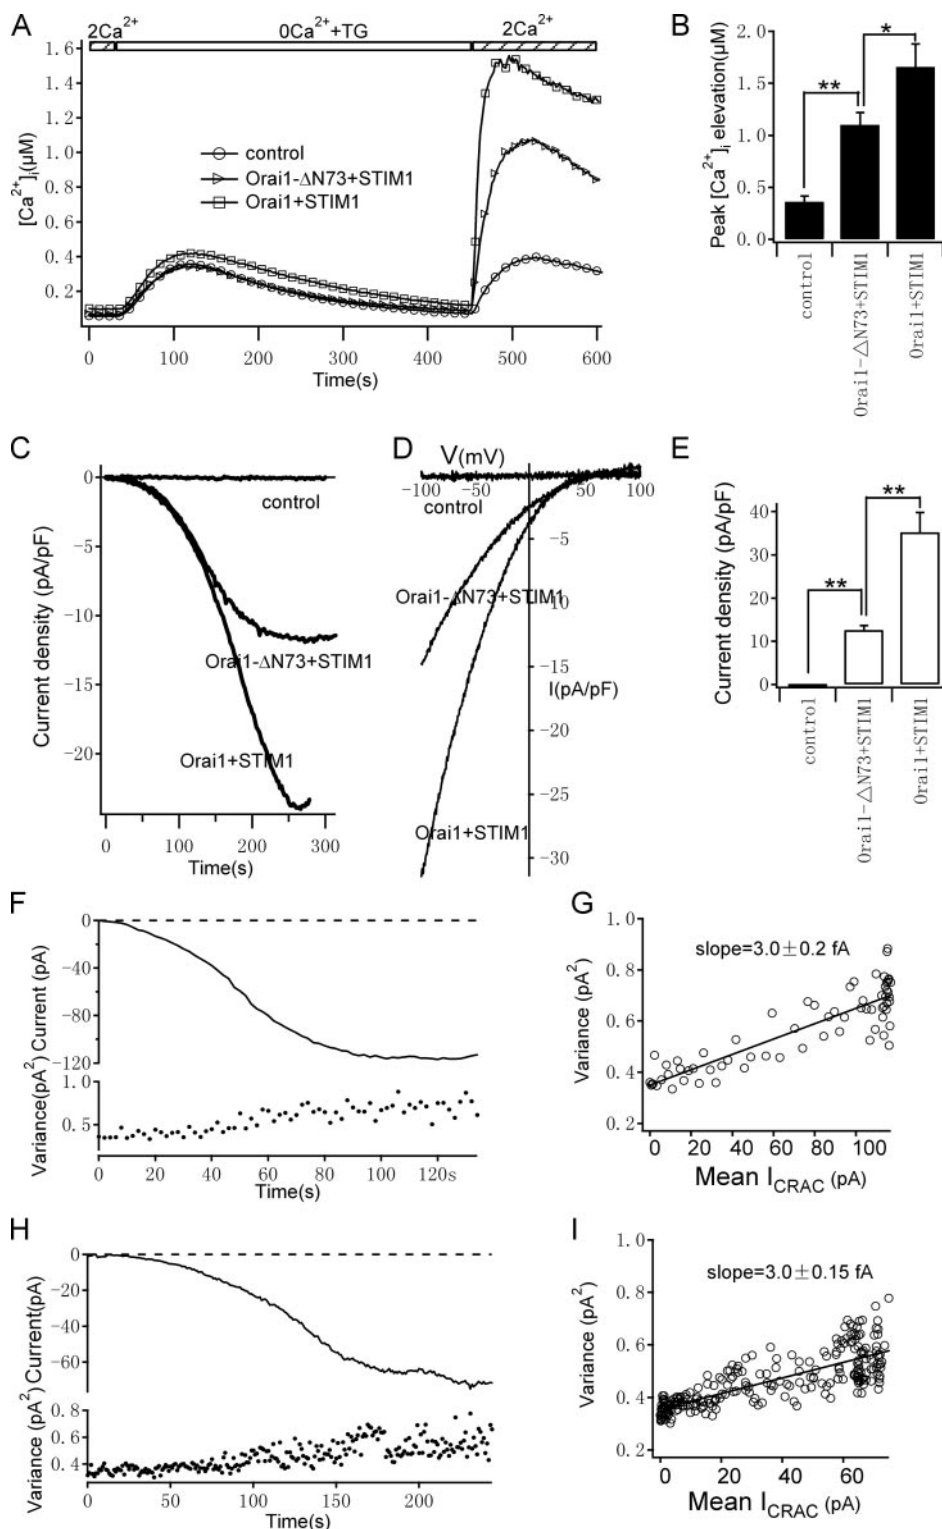 A
2Ca2+
0Ca2++TG
2Ca2+
1.6
1.4
1.2
1.0
0.8
0.6
0.4
0.2
[Ca2+]i(μM)
control
Orai1-ΔN73+STIM1
Orai1+STIM1
0
100
200
300
400
500
600
Time(s)
B
Peak [Ca2+]i elevation(μM)
2.0
1.5
1.0
0.5
0.0
**
*
control
Orai1-△N73+STIM1
Orai1+STIM1
C
0
-5
-10
-15
-20
Current density (pA/pF)
control
Orai1-ΔN73+STIM1
Orai1+STIM1
0
100
200
300
Time(s)
D
V(mV)
-100
-50
0
50
100
control
-5
Orai1-ΔN73+STIM1
-10
-15
I(pA/pF)
-20
-25
Orai1+STIM1
-30
E
Current density (pA/pF)
40
30
20
10
0
**
**
control
Orai1-△N73+STIM1
Orai1+STIM1
F
0
-40
-80
-120
Variance(pA2) Current (pA)
1.0
0.5
0
20
40
60
80
100
120s
Time(s)
G
1.0
0.8
0.6
0.4
0.2
Variance (pA2)
slope=3.0±0.2 fA
0
20
40
60
80
100
Mean ICRAC (pA)
H
0
-20
-40
-60
Variance (pA2) Current(pA)
0.8
0.6
0.4
0
50
100
150
200
Time(s)
I
1.0
0.8
0.6
0.4
0.2
Variance (pA2)
slope=3.0±0.15 fA
0
20
40
60
Mean ICRAC (pA)